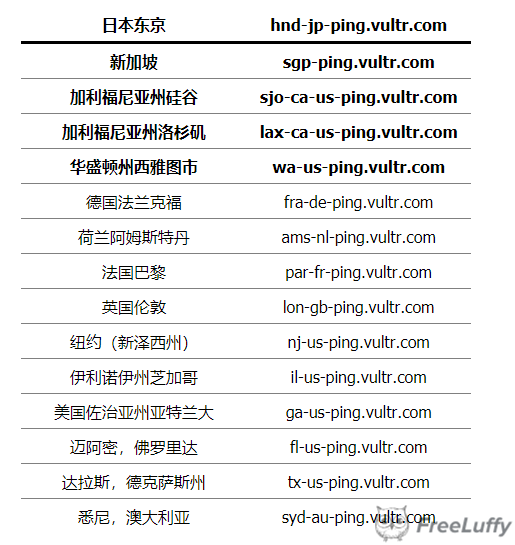 日本东京 hnd-jp-ping.vultr.com
新加坡 sgp-ping.vultr.com
加利福尼亚州硅谷 sjo-ca-us-ping.vultr.com
加利福尼亚州洛杉矶 lax-ca-us-ping.vultr.com
华盛顿州西雅图市 wa-us-ping.vultr.com
德国法兰克福 fra-de-ping.vultr.com
荷兰阿姆斯特丹 ams-nl-ping.vultr.com
法国巴黎 par-fr-ping.vultr.com
英国伦敦 lon-gb-ping.vultr.com
纽约（新泽西州） nj-us-ping.vultr.com
伊利诺伊州芝加哥 il-us-ping.vultr.com
美国佐治亚州亚特兰大 ga-us-ping.vultr.com
迈阿密，佛罗里达 fl-us-ping.vultr.com
达拉斯，德克萨斯州 tx-us-ping.vultr.com
悉尼，澳大利亚 syd-au-ping.vultr.com
FreeLuffy